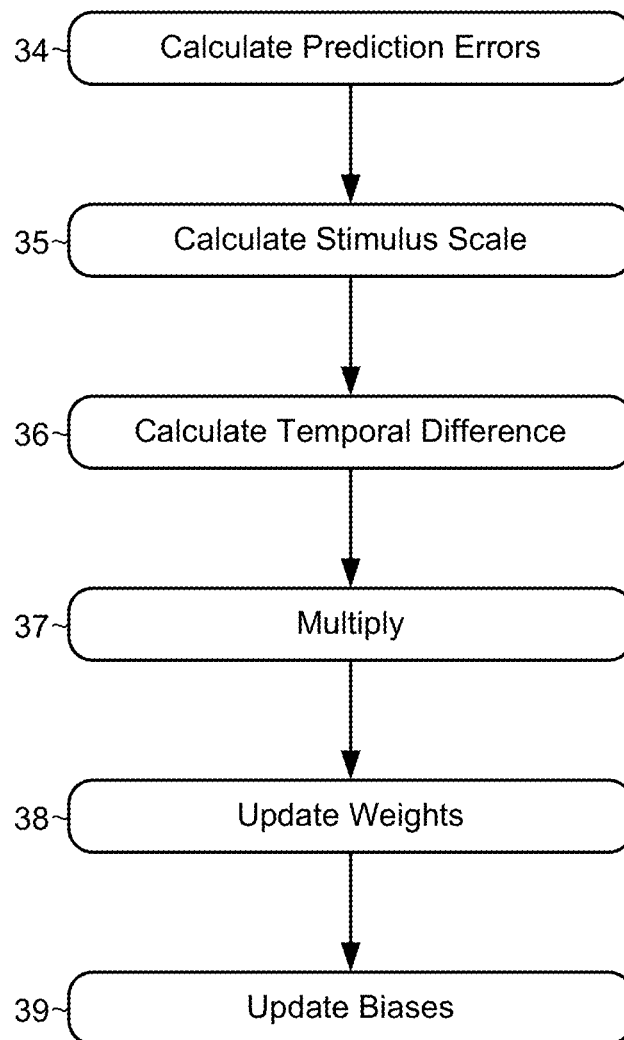 34~ Calculate Prediction Errors
35~ Calculate Stimulus Scale
36~ Calculate Temporal Difference
37~ Multiply
38~ Update Weights
39~ Update Biases